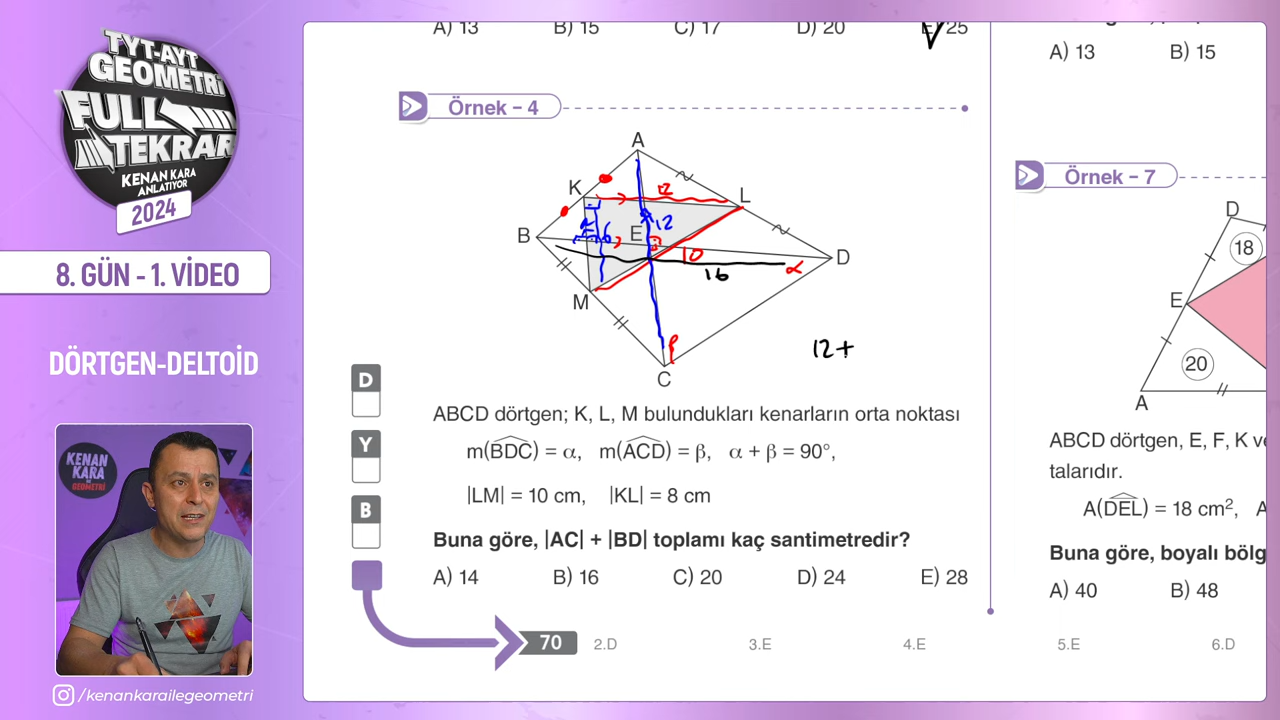 TYT-AYT
GEOMETRİ
FULL
TEKRAR
KENAN KARA
ANLATIYOR
2024
8. GÜN - 1. VİDEO
DÖRTGEN-DELTOİD
KENAN
KARA
GEOMETRİ
/kenankarailegeometri
A) 13 B) 15 C) 17 D) 20 E) 25
Örnek – 4
A
K
L
B
E
D
M
C
12
10
16
α
β
6
12+
D
Y
B
ABCD dörtgen; K, L, M bulundukları kenarların orta noktası
m(BDC) = α, m(ACD) = β, α + β = 90°,
|LM| = 10 cm, |KL| = 8 cm
Buna göre, |AC| + |BD| toplamı kaç santimetredir?
A) 14 B) 16 C) 20 D) 24 E) 28
70 2.D 3.E 4.E 5.E 6.D
A) 13 B) 15
Örnek – 7
D
18
E
20
A
ABCD dörtgen, E, F, K ve
talarıdır.
A(DEL) = 18 cm², A
Buna göre, boyalı bölg
A) 40 B) 48